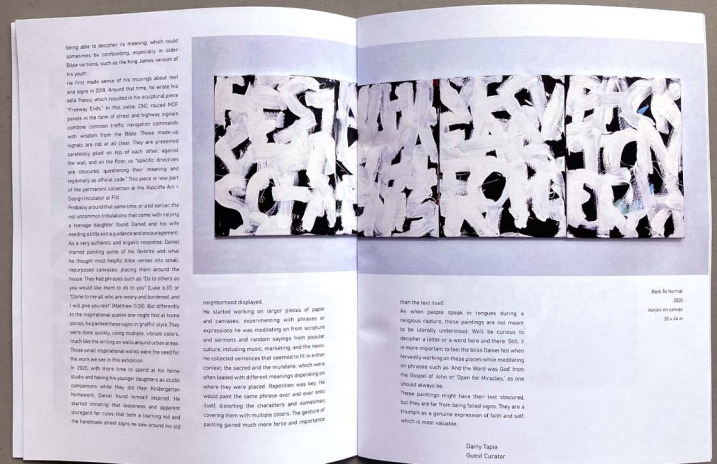 being able to decipher its meaning, which could
sometimes be confounding, especially in older
Bible versions, such as the King James version of
his youth.
He first made sense of his musings about text
and signs in 2018. Around that time, he wrote his
MFA Thesis, which resulted in his sculptural piece
"Freeway Ends." In this piece, CNC routed MDF
panels in the form of street and highway signals
combine common traffic navigation commands
with wisdom from the Bible. These made-up
signals are not at all clear. They are presented
carelessly piled on top of each other, against
the wall, and on the floor, so "specific directives
are obscured, questioning their meaning and
legitimacy as official code." This piece is now part
of the permanent collection at the Ratcliffe Art +
Design Incubator at FIU.
Probably around that same time, or a bit earlier, the
not uncommon tribulations that come with raising
a teenage daughter found Daniel and his wife
needing a little extra guidance and encouragement.
As a very authentic and organic response, Daniel
started painting some of his favorite and what
he thought most helpful bible verses into small,
repurposed canvases, placing them around the
house. They had phrases such as "Do to others as
you would like them to do to you" (Luke 6:31) or
"Come to me all who are weary and burdened, and
I will give you rest" (Matthew 11:28). But differently
to the inspirational quotes one might find at home
stores, he painted these signs in 'graffiti' style. They
were done quickly, using multiple, vibrant colors,
much like the writing on walls around urban areas.
Those small inspirational works were the seed for
the work we see in this exhibition.
In 2020, with more time to spend at his home
studio and having his younger daughters as studio
companions while they did their Kindergarten
homework, Daniel found himself inspired. He
started imitating that looseness and apparent
disregard for rules that both a learning kid and
the handmade street signs he saw around his old
neighborhood displayed.
He started working on larger pieces of paper
and canvases, experimenting with phrases or
expressions he was meditating on from scripture
and sermons and random sayings from popular
culture, including music, marketing, and the news.
He collected sentences that seemed to fit in either
context, the sacred and the mundane, which were
often loaded with different meanings depending on
where they were placed. Repetition was key. He
would paint the same phrase over and over onto
itself, distorting the characters and sometimes
covering them with multiple colors. The gesture of
painting gained much more force and importance
than the text itself.
As when people speak in tongues during a
religious rapture, these paintings are not meant
to be literally understood. We'll be curious to
decipher a letter or a word here and there. Still, it
is more important to feel the bliss Daniel felt when
fervently working on these pieces while meditating
on phrases such as 'And the Word was God' from
the Gospel of John or 'Open for Miracles,' as one
should always be.
These paintings might have their text obscured,
but they are far from being failed signs. They are a
triumph as a genuine expression of faith and self,
which is most valuable.
Dainy Tapia
Guest Curator
Back To Normal
2020
Acrylic on canvas
20 x 64 in